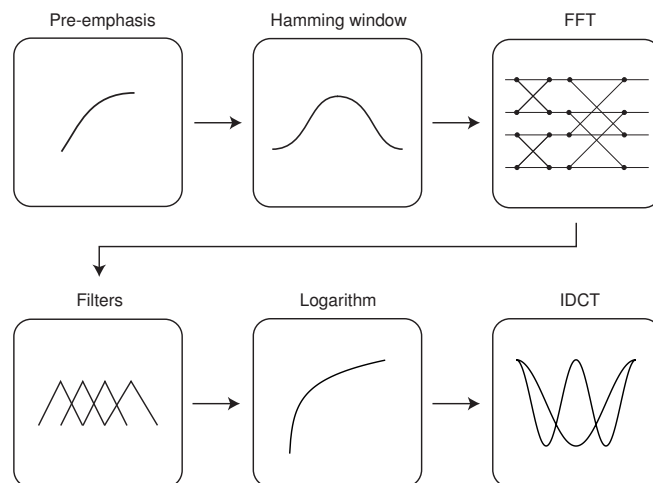 Pre-emphasis
Hamming window
FFT
Filters
Logarithm
IDCT